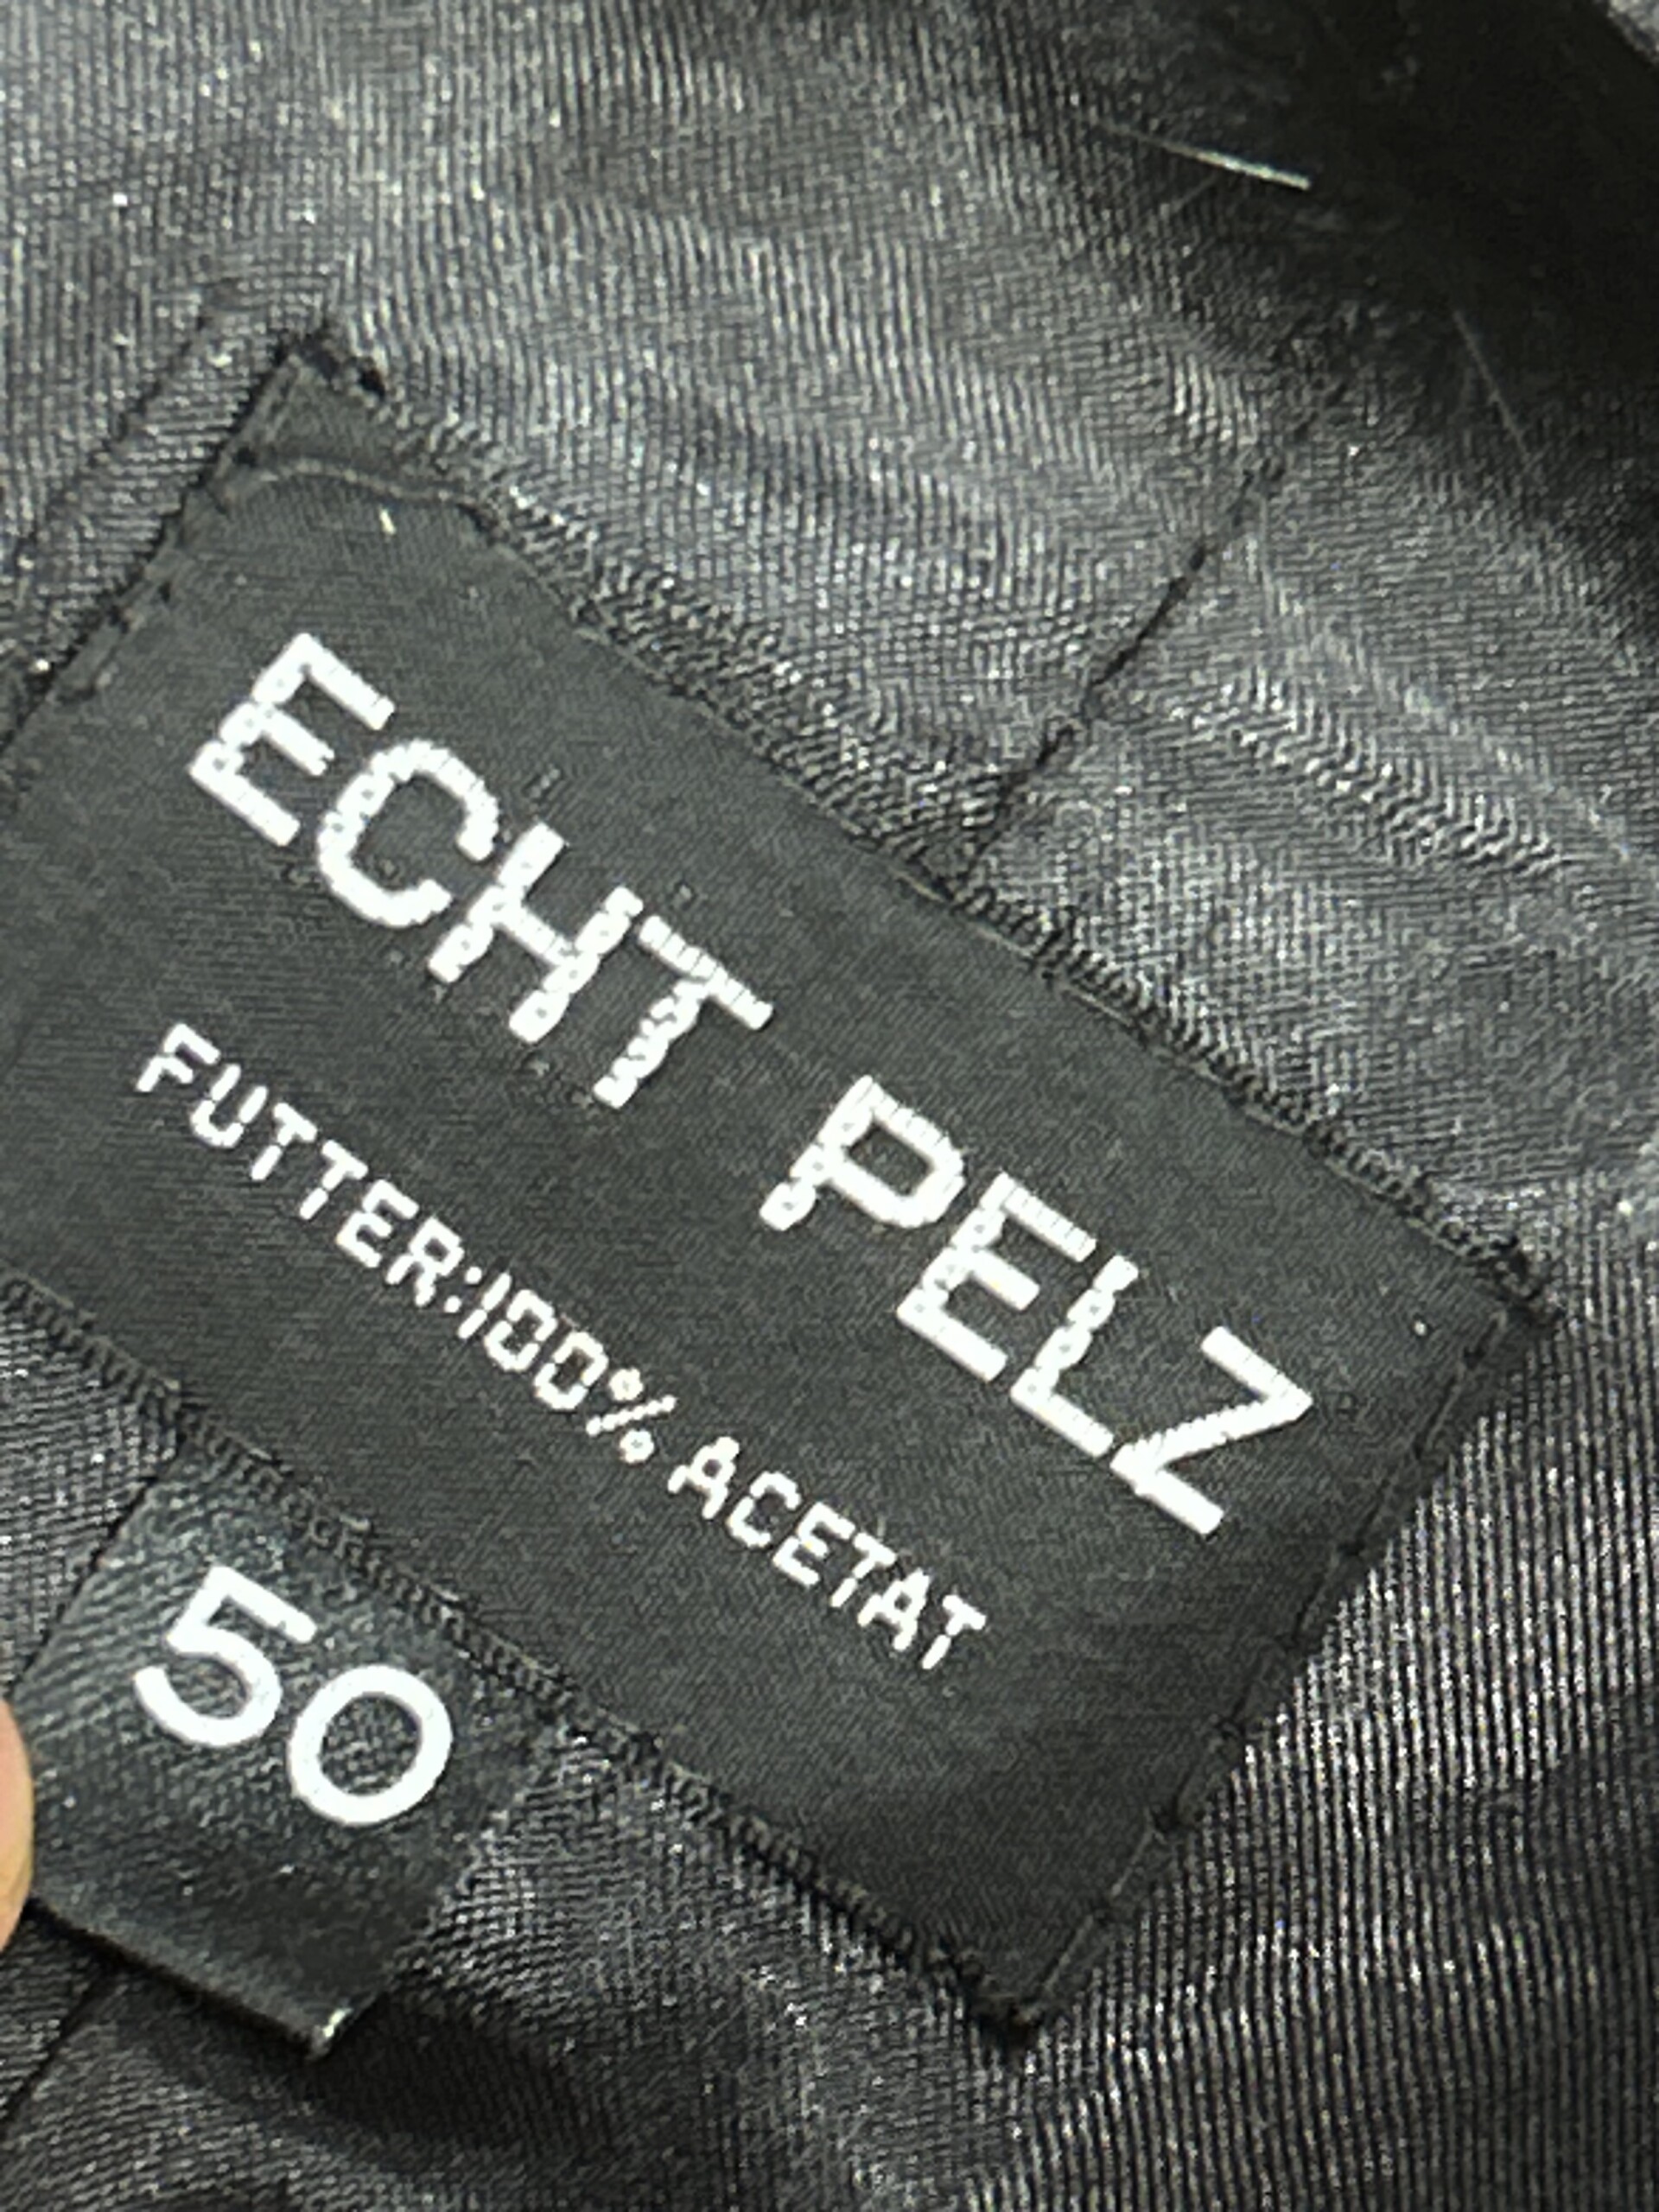 ECHT PELZ
FUTTER:100% ACETAT
50